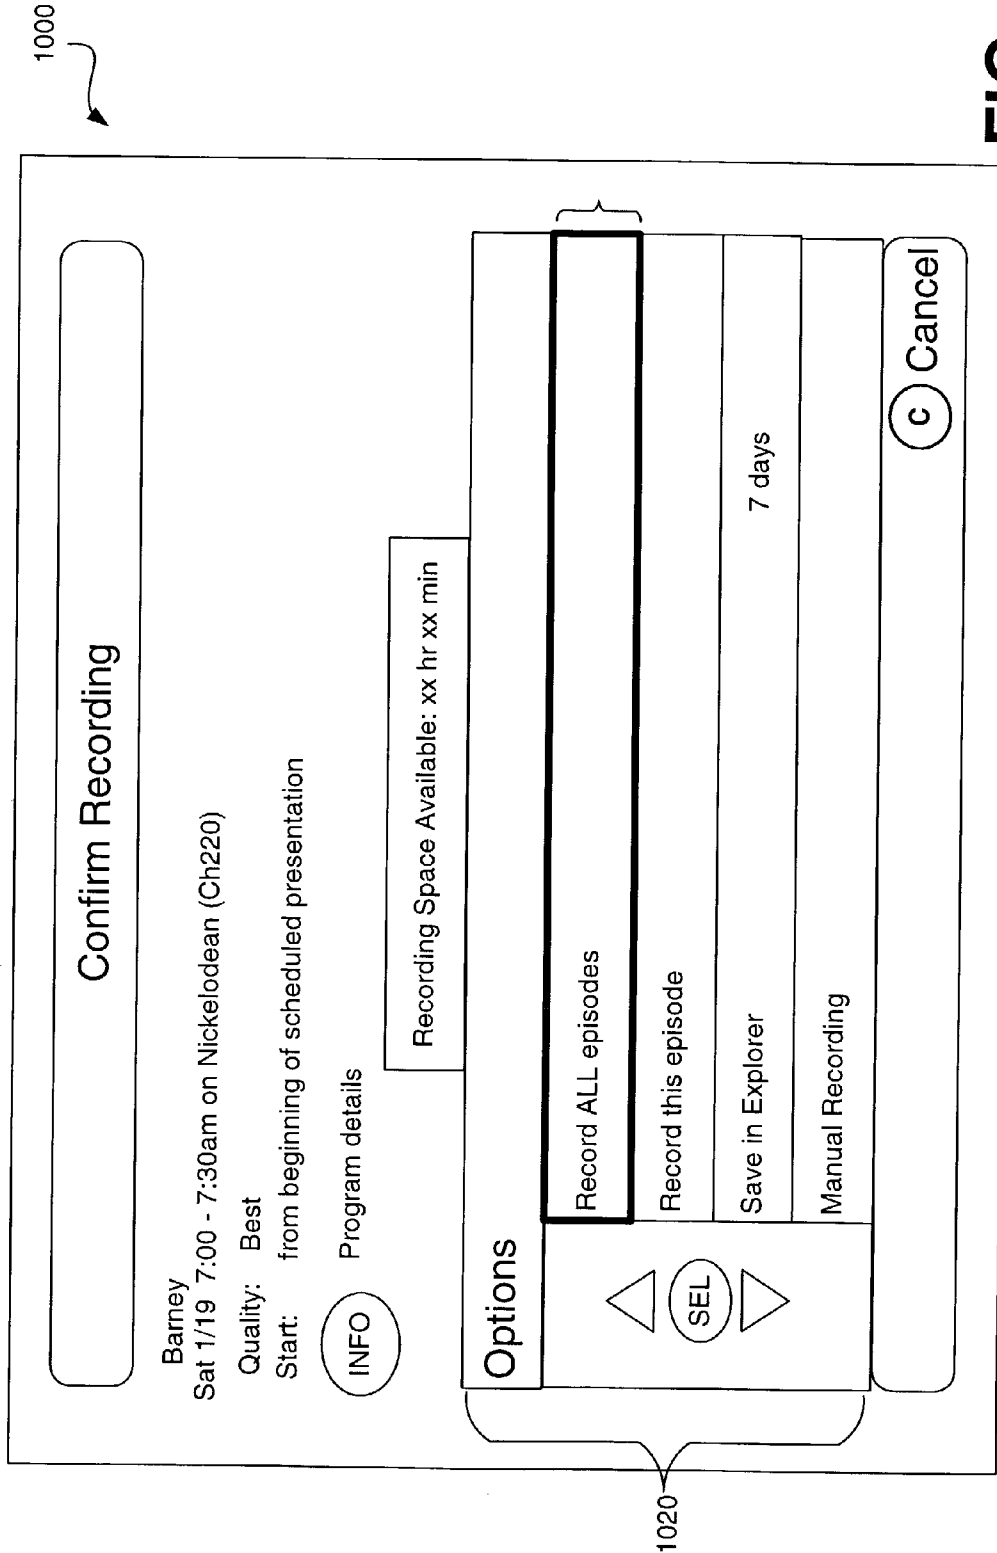 1000
Confirm Recording
Barney
Sat 1/19 7:00 - 7:30am on Nickelodean (Ch220)
Quality: Best
Start: from beginning of scheduled presentation
INFO Program details
Recording Space Available: xx hr xx min
Options
Record ALL episodes
Record this episode
SEL
Save in Explorer 7 days
Manual Recording
C Cancel
1020